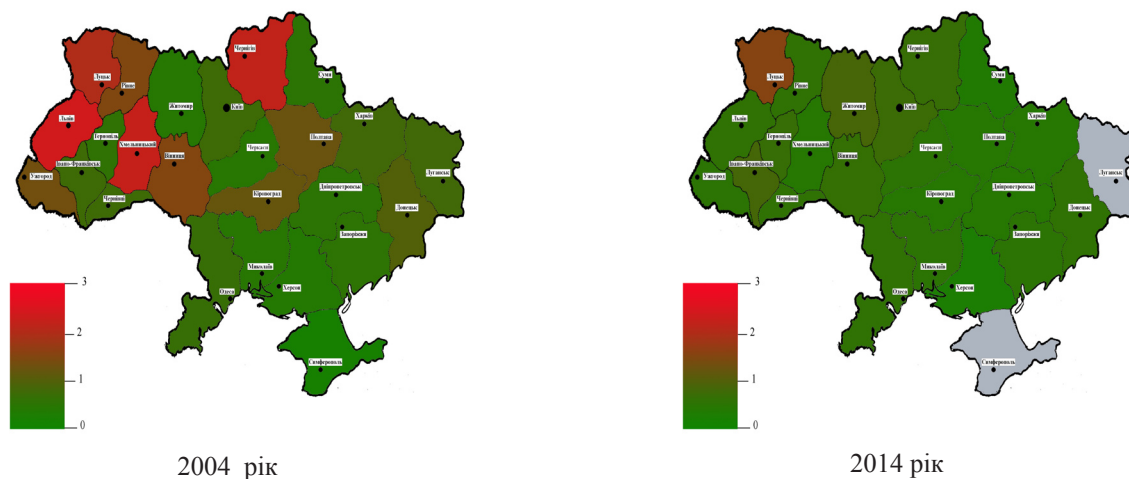 Чернігів
Суми
Луцьк
Рівне
Житомир
Київ
Львів
Тернопіль
Хмельницький
Харків
Полтава
Черкаси
Вінниця
Івано-Франківськ
Ужгород
Луганськ
Чернівці
Кіровоград
Дніпропетровськ
Донецьк
Запоріжжя
Миколаїв
Херсон
Одеса
Симферополь
3
2
1
0
2004 рік
Чернігів
Суми
Луцьк
Рівне
Житомир
Київ
Львів
Тернопіль
Хмельницький
Харків
Полтава
Черкаси
Вінниця
Івано-Франківськ
Ужгород
Луганськ
Чернівці
Кіровоград
Дніпропетровськ
Донецьк
Запоріжжя
Миколаїв
Херсон
Одеса
Симферополь
3
2
1
0
2014 рік